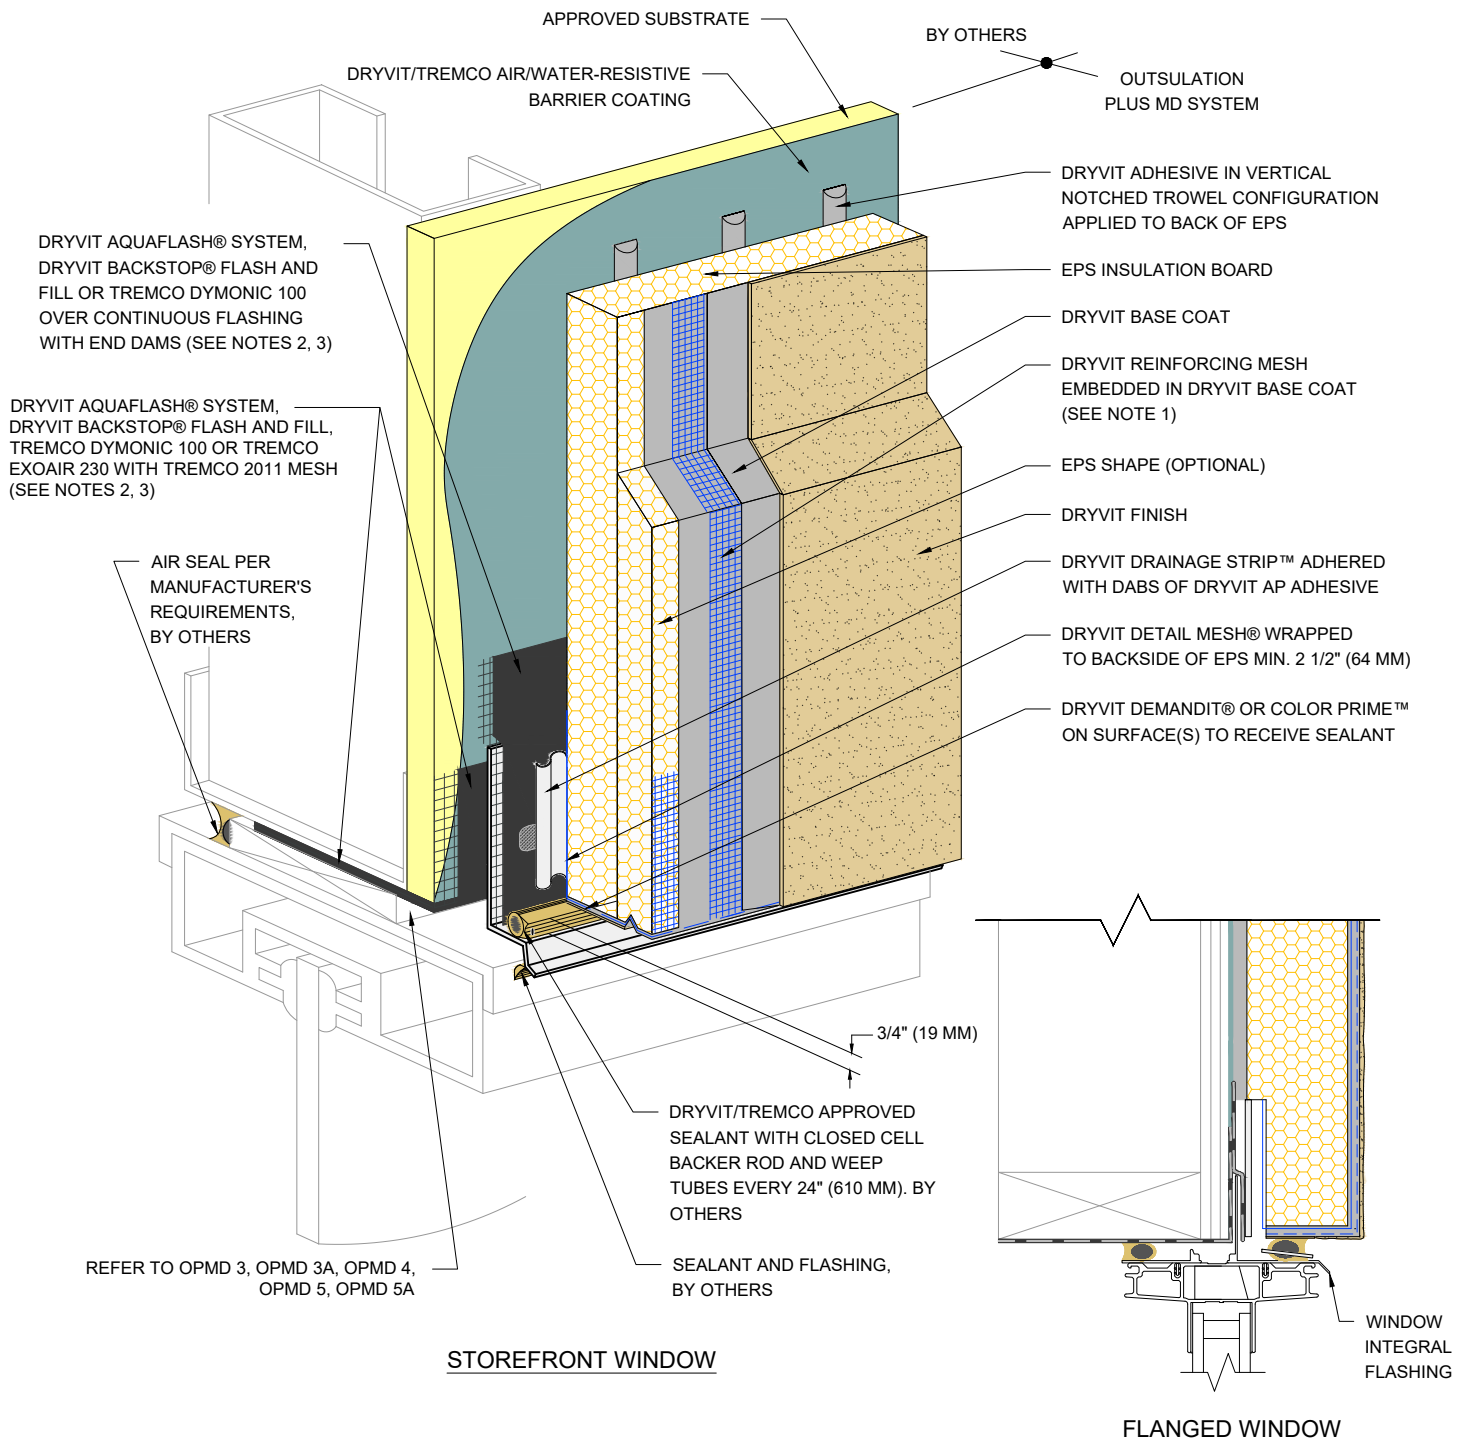 APPROVED SUBSTRATE
BY OTHERS
OUTSULATION
PLUS MD SYSTEM
DRYVIT/TREMCO AIR/WATER-RESISTIVE
BARRIER COATING
DRYVIT ADHESIVE IN VERTICAL
NOTCHED TROWEL CONFIGURATION
APPLIED TO BACK OF EPS
EPS INSULATION BOARD
DRYVIT BASE COAT
DRYVIT REINFORCING MESH
EMBEDDED IN DRYVIT BASE COAT
(SEE NOTE 1)
EPS SHAPE (OPTIONAL)
DRYVIT FINISH
DRYVIT DRAINAGE STRIP™ ADHERED
WITH DABS OF DRYVIT AP ADHESIVE
DRYVIT DETAIL MESH® WRAPPED
TO BACKSIDE OF EPS MIN. 2 1/2" (64 MM)
DRYVIT DEMANDIT® OR COLOR PRIME™
ON SURFACE(S) TO RECEIVE SEALANT
DRYVIT AQUAFLASH® SYSTEM,
DRYVIT BACKSTOP® FLASH AND
FILL OR TREMCO DYMONIC 100
OVER CONTINUOUS FLASHING
WITH END DAMS (SEE NOTES 2, 3)
DRYVIT AQUAFLASH® SYSTEM,
DRYVIT BACKSTOP® FLASH AND FILL,
TREMCO DYMONIC 100 OR TREMCO
EXOAIR 230 WITH TREMCO 2011 MESH
(SEE NOTES 2, 3)
AIR SEAL PER
MANUFACTURER'S
REQUIREMENTS,
BY OTHERS
3/4" (19 MM)
DRYVIT/TREMCO APPROVED
SEALANT WITH CLOSED CELL
BACKER ROD AND WEEP
TUBES EVERY 24" (610 MM). BY
OTHERS
SEALANT AND FLASHING,
BY OTHERS
REFER TO OPMD 3, OPMD 3A, OPMD 4,
OPMD 5, OPMD 5A
STOREFRONT WINDOW
WINDOW
INTEGRAL
FLASHING
FLANGED WINDOW